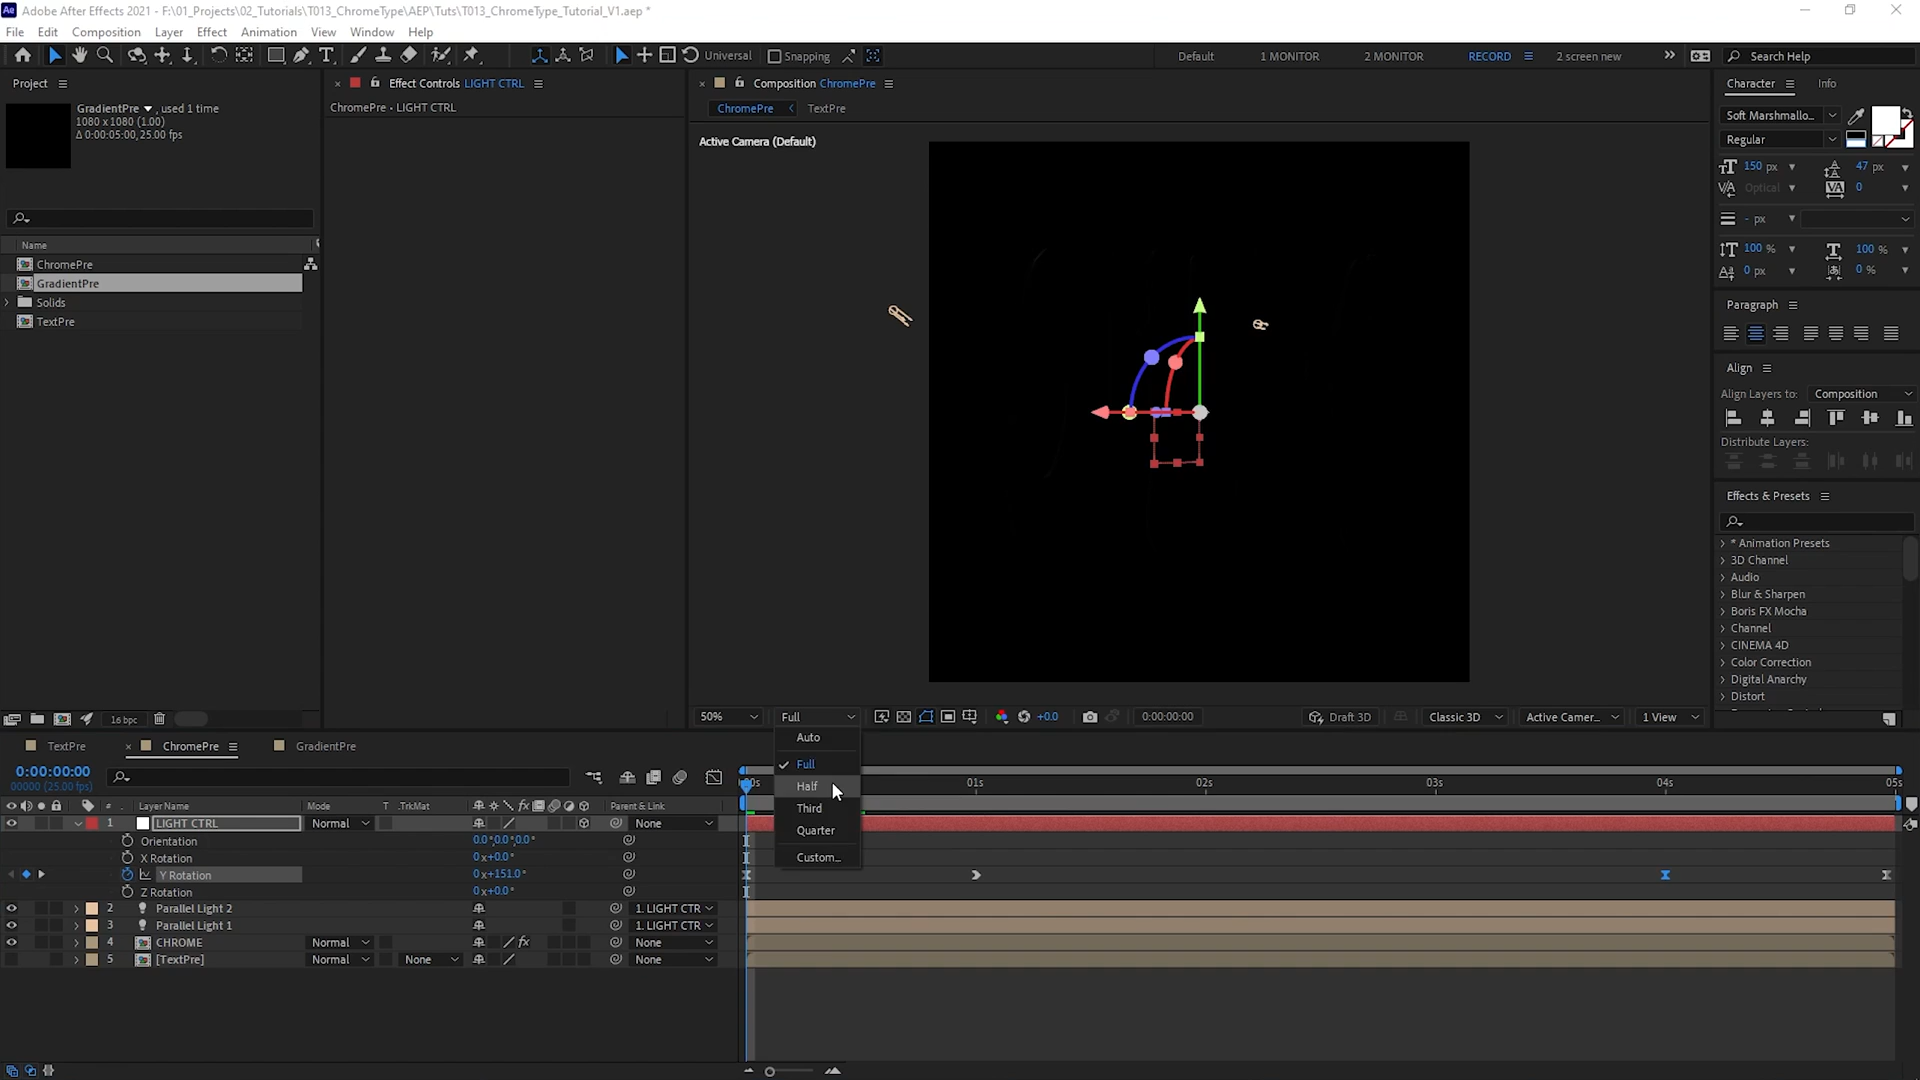 Adobe After Effects 2021 - F:\01_Projects\02_Tutorials\T013_ChromeType\AEP\Tuts\T013_ChromeType_Tutorial_V1.aep *
File Edit Composition Layer Effect Animation View Window Help
Universal Snapping Default 1 MONITOR 2 MONITOR RECORD 2 screen new Search Help
Project Effect Controls LIGHT CTRL Composition ChromePre Character Info
GradientPre , used 1 time ChromePre • LIGHT CTRL ChromePre TextPre
1080 x 1080 (1.00)
Δ 0:00:05:00, 25.00 fps
Active Camera (Default)
Soft Marshmallo...
Regular
150 px 47 px
Optical 0
- px
100 % 100 %
0 px 0 %
Name
ChromePre
GradientPre
Solids
TextPre
Paragraph
Align
Align Layers to: Composition
Distribute Layers:
Effects & Presets
* Animation Presets
3D Channel
Audio
Blur & Sharpen
Boris FX Mocha
Channel
CINEMA 4D
Color Correction
Digital Anarchy
Distort
16 bpc 50% Full +0.0 0:00:00:00 Draft 3D Classic 3D Active Camer... 1 View
Auto
Full
Half
Third
Quarter
Custom...
TextPre ChromePre GradientPre
0:00:00:00
00000 (25.00 fps)
:00s 01s 02s 03s 04s 05s
# Layer Name Mode T .TrkMat fx Parent & Link
1 LIGHT CTRL Normal None
Orientation 0.0°,0.0°,0.0°
X Rotation 0x+0.0°
Y Rotation 0x+151.0°
Z Rotation 0x+0.0°
2 Parallel Light 2 1. LIGHT CTR
3 Parallel Light 1 1. LIGHT CTR
4 CHROME Normal fx None
5 [TextPre] Normal None None